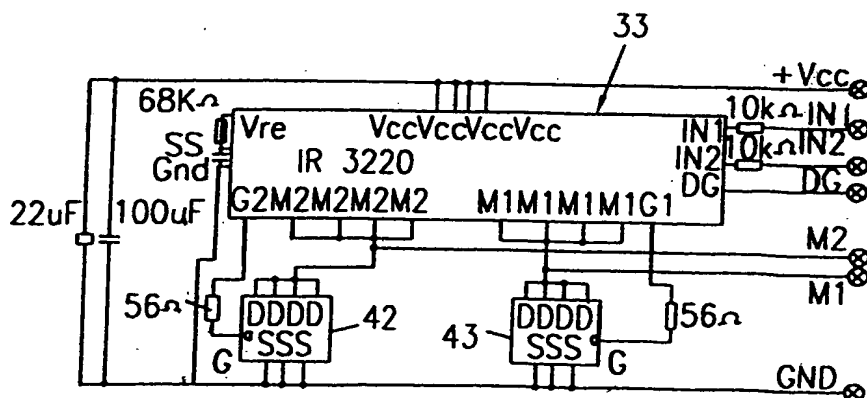 33
+Vcc
68KΩ
10kΩ IN1
Vre
VccVccVccVcc
IN1
SS
IR 3220
IN2
10kΩ IN2
Gnd
DG
DG
22uF
100uF
G2M2M2M2M2
M1M1M1M1G1
M2
M1
56Ω
DDDD
42
DDDD
56Ω
SSS
43
SSS
G
G
GND